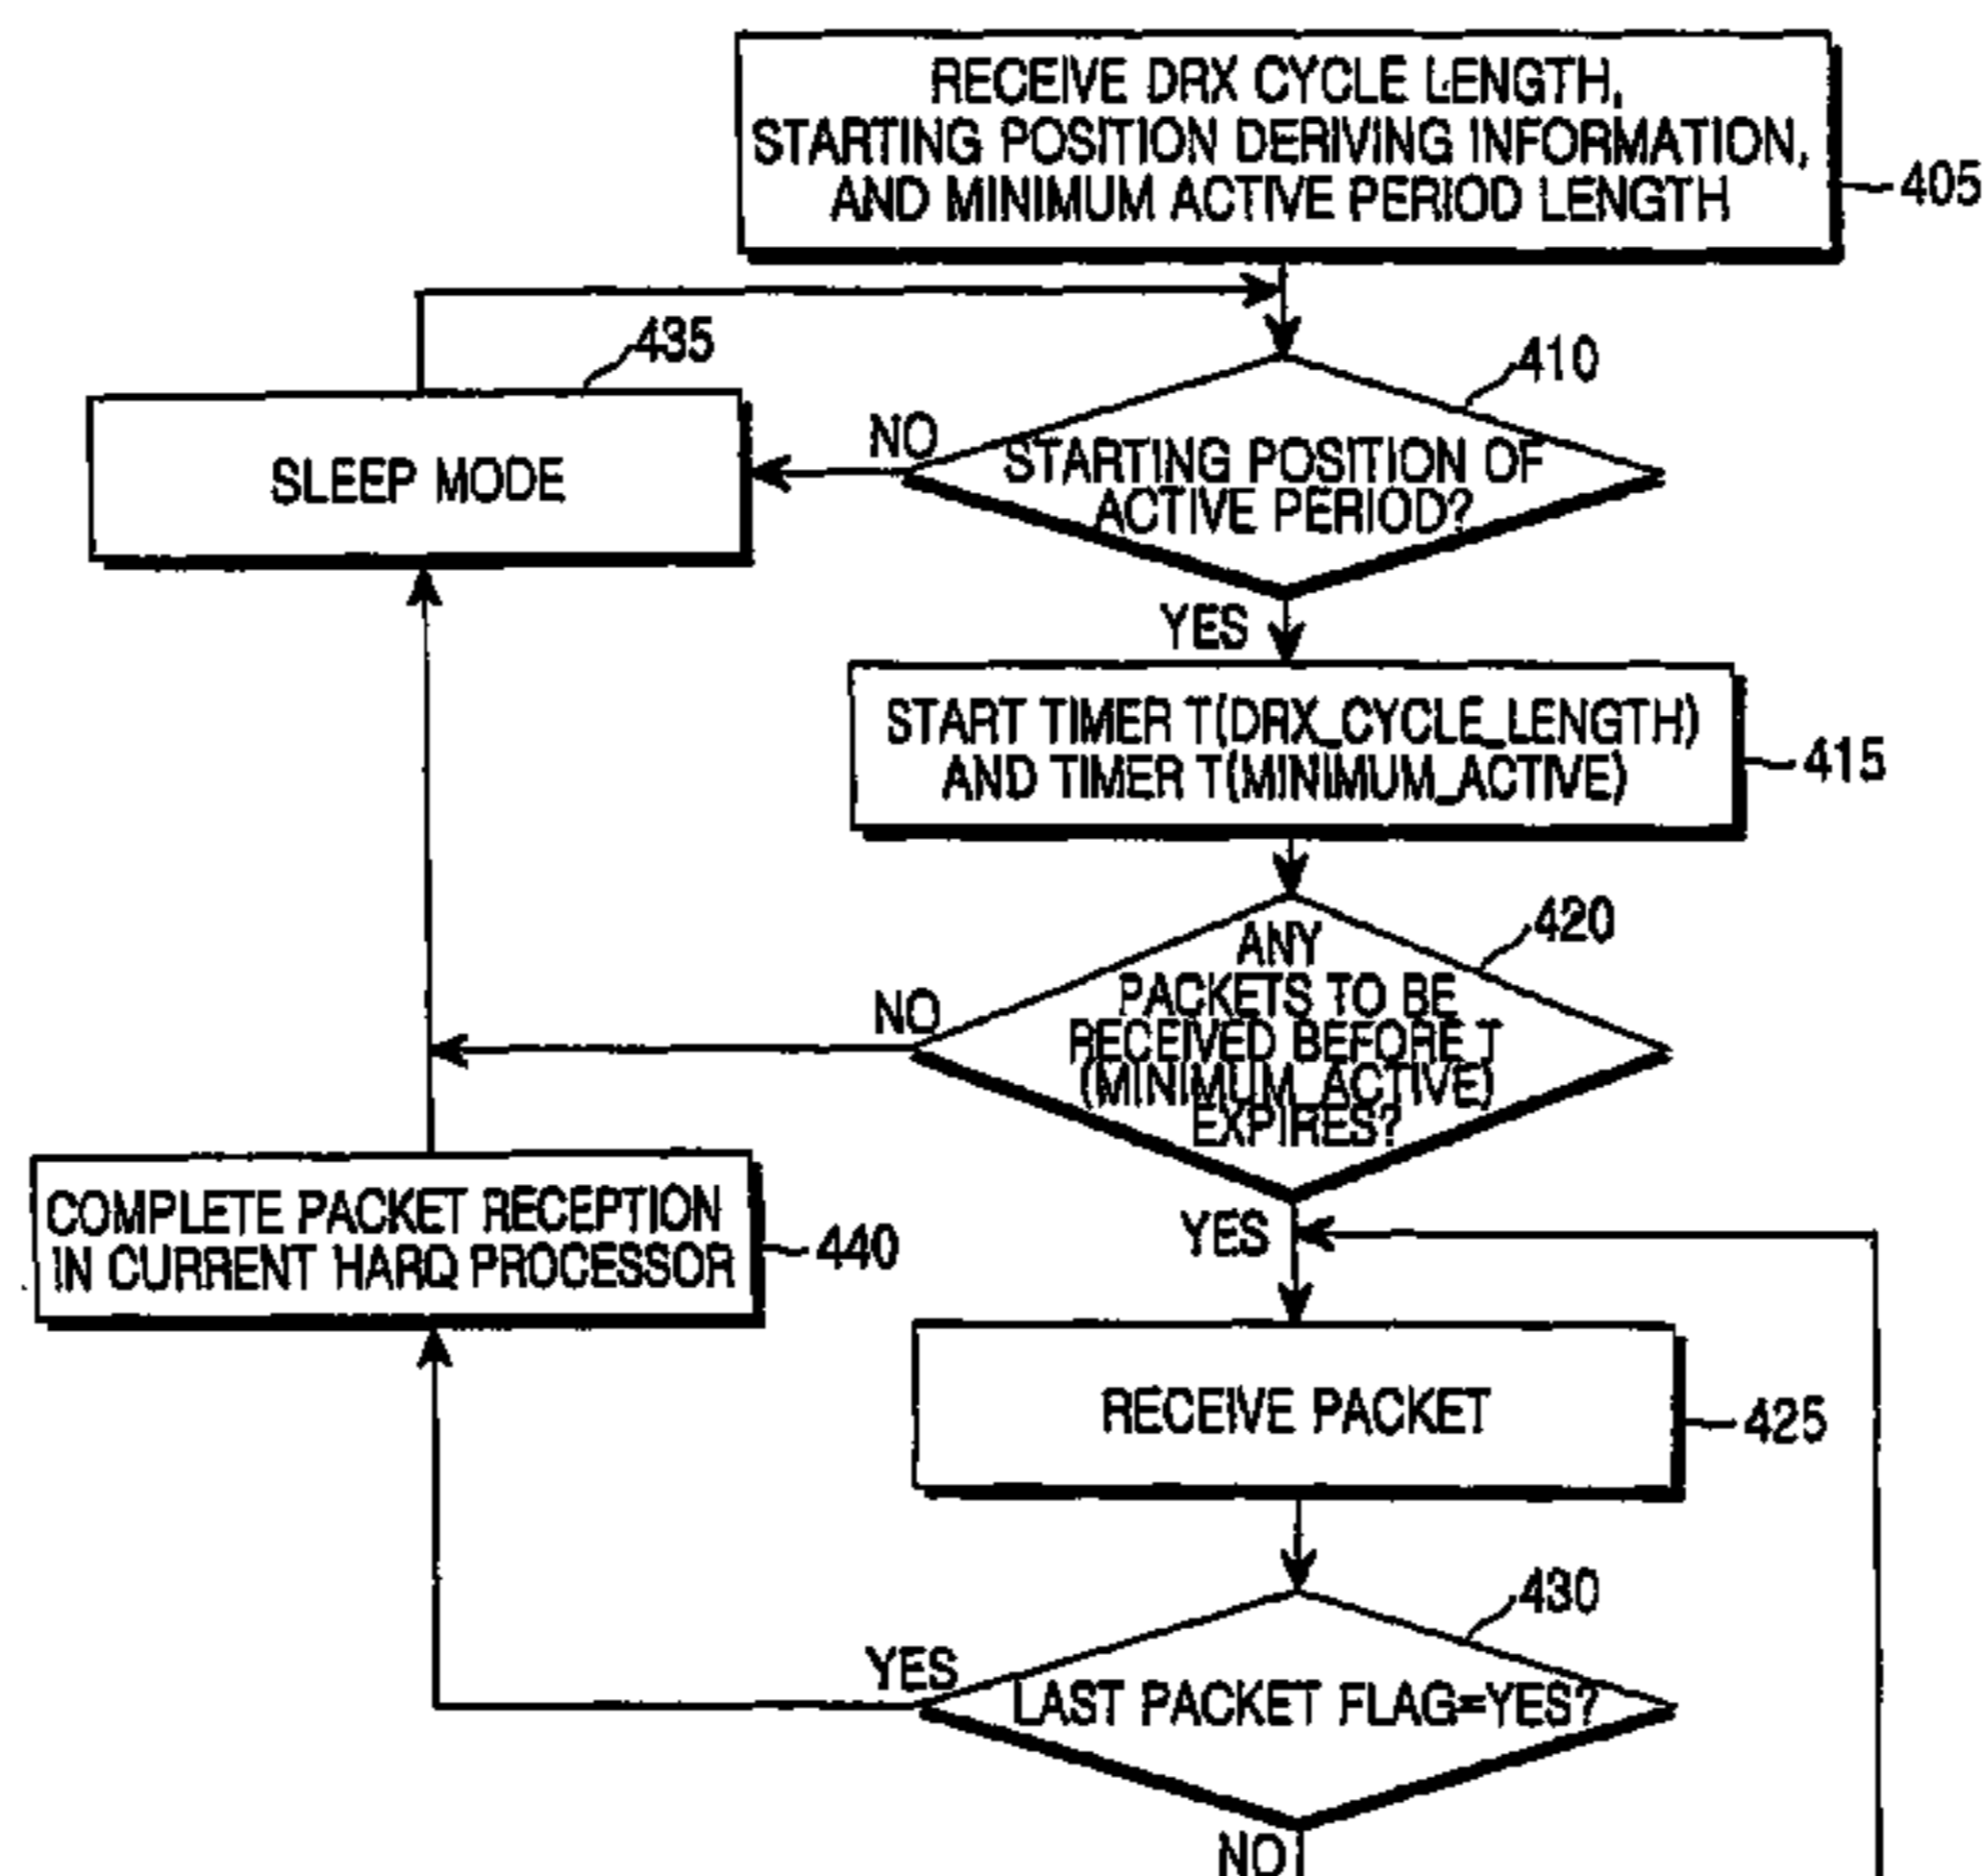 RECEIVE DRX CYCLE LENGTH,
STARTING POSITION DERIVING INFORMATION,
AND MINIMUM ACTIVE PERIOD LENGTH
405
435
410
NO
STARTING POSITION OF
ACTIVE PERIOD?
SLEEP MODE
YES
START TIMER T(DRX_CYCLE_LENGTH)
AND TIMER T(MINIMUM_ACTIVE)
415
420
ANY
PACKETS TO BE
RECEIVED BEFORE T
(MINIMUM_ACTIVE)
EXPIRES?
NO
COMPLETE PACKET RECEPTION
IN CURRENT HARQ PROCESSOR
440
YES
RECEIVE PACKET
425
430
YES
LAST PACKET FLAG=YES?
NO